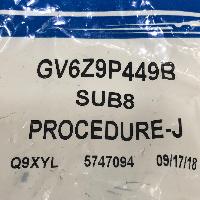 GV6Z9P449B
SUB8
PROCEDURE-J
Q9XYL 5747094 09/17/18